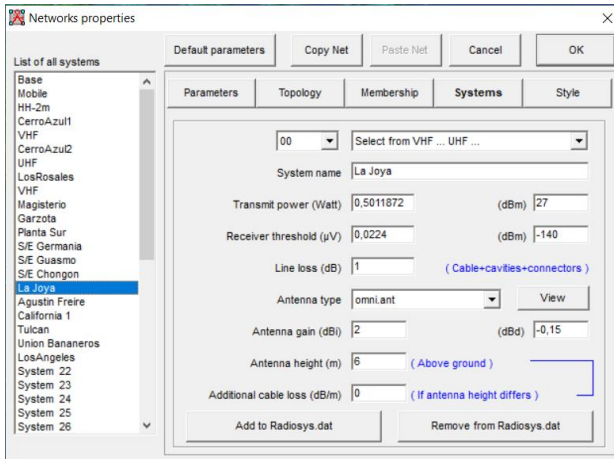 Networks properties
Default parameters
Copy Net
Paste Net
Cancel
OK
List of all systems
Base
Mobile
HH-2m
CerroAzul1
VHF
CerroAzul2
UHF
LosRosales
VHF
Magisterio
Garzota
Planta Sur
S/E Germania
S/E Guasmo
S/E Chongon
La Joya
Agustin Freire
California 1
Tulcan
Union Bananeros
LosAngeles
System 22
System 23
System 24
System 25
System 26
Parameters
Topology
Membership
Systems
Style
00
Select from VHF ... UHF ...
System name La Joya
Transmit power (Watt) 0,5011872 (dBm) 27
Receiver threshold (µV) 0,0224 (dBm) -140
Line loss (dB) 1 ( Cable+cavities+connectors )
Antenna type omni.ant View
Antenna gain (dBi) 2 (dBd) -0,15
Antenna height (m) 6 ( Above ground )
Additional cable loss (dB/m) 0 ( If antenna height differs )
Add to Radiosys.dat
Remove from Radiosys.dat